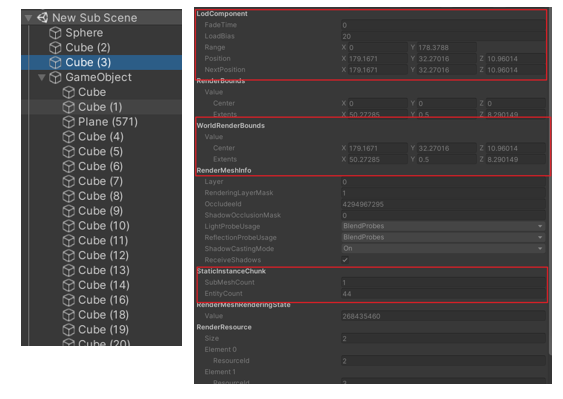 New Sub Scene
Sphere
Cube (2)
Cube (3)
GameObject
Cube
Cube (1)
Plane (571)
Cube (4)
Cube (5)
Cube (6)
Cube (7)
Cube (8)
Cube (9)
Cube (10)
Cube (11)
Cube (12)
Cube (13)
Cube (14)
Cube (16)
Cube (18)
Cube (19)
Cube (20)
LodComponent
FadeTime 0
LoadBias 20
Range X 0 Y 178.3788
Position X 179.1671 Y 32.27016 Z 10.96014
NextPosition X 179.1671 Y 32.27016 Z 10.96014
RenderBounds
Value
Center X 0 Y 0 Z 0
Extents X 50.27285 Y 0.5 Z 8.290149
WorldRenderBounds
Value
Center X 179.1671 Y 32.27016 Z 10.96014
Extents X 50.27285 Y 0.5 Z 8.290149
RenderMeshInfo
Layer 0
RenderingLayerMask 1
OccludeeId 4294967295
ShadowOcclusionMask 0
LightProbeUsage BlendProbes
ReflectionProbeUsage BlendProbes
ShadowCastingMode On
ReceiveShadows
StaticInstanceChunk
SubMeshCount 1
EntityCount 44
RenderMeshRenderingState
Value 268435460
RenderResource
Size 2
Element 0
ResourceId 2
Element 1
ResourceId 3